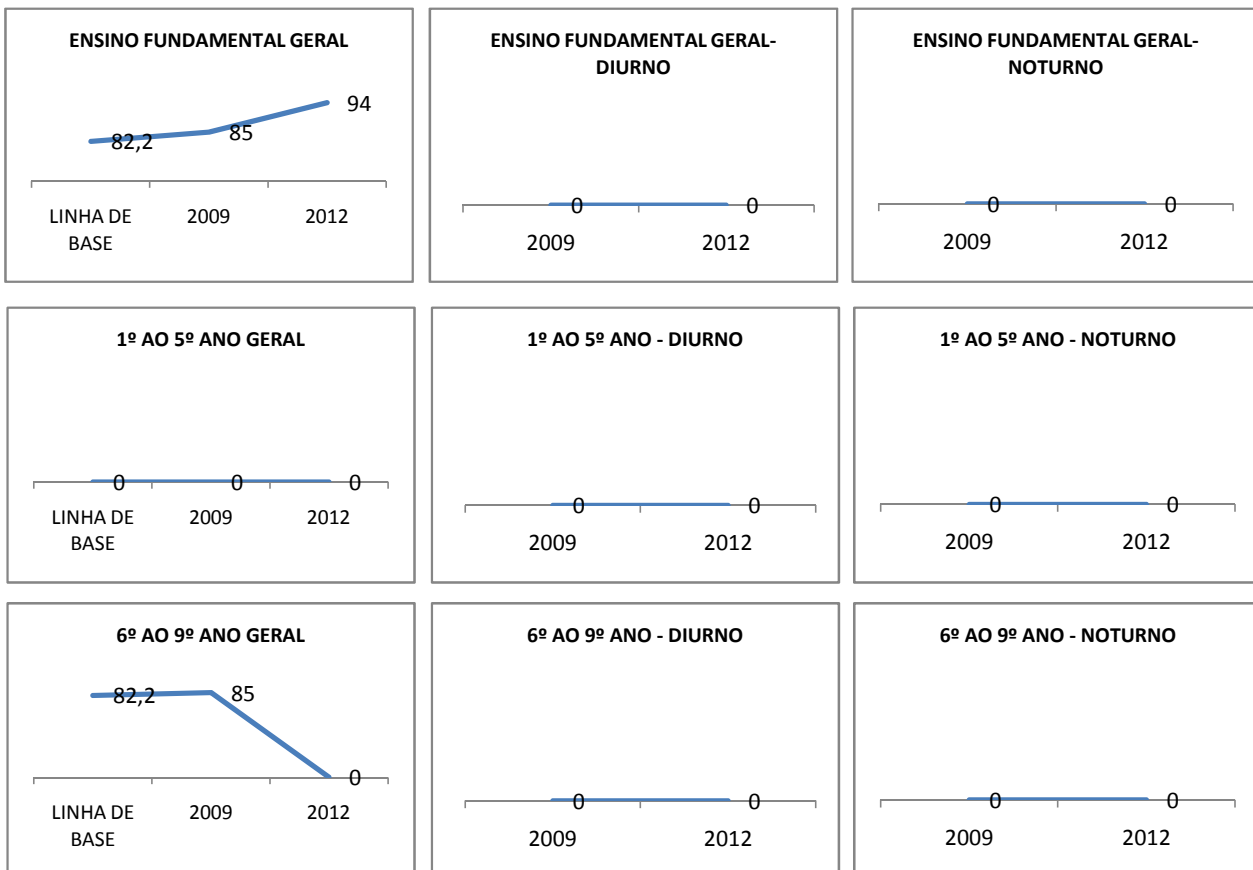 ENSINO FUNDAMENTAL GERAL
82,2
85
94
LINHA DE
BASE
2009
2012
ENSINO FUNDAMENTAL GERAL-
DIURNO
0
0
2009
2012
ENSINO FUNDAMENTAL GERAL-
NOTURNO
0
0
2009
2012
1º AO 5º ANO GERAL
0
0
0
LINHA DE
BASE
2009
2012
1º AO 5º ANO - DIURNO
0
0
2009
2012
1º AO 5º ANO - NOTURNO
0
0
2009
2012
6º AO 9º ANO GERAL
82,2
85
0
LINHA DE
BASE
2009
2012
6º AO 9º ANO - DIURNO
0
0
2009
2012
6º AO 9º ANO - NOTURNO
0
0
2009
2012